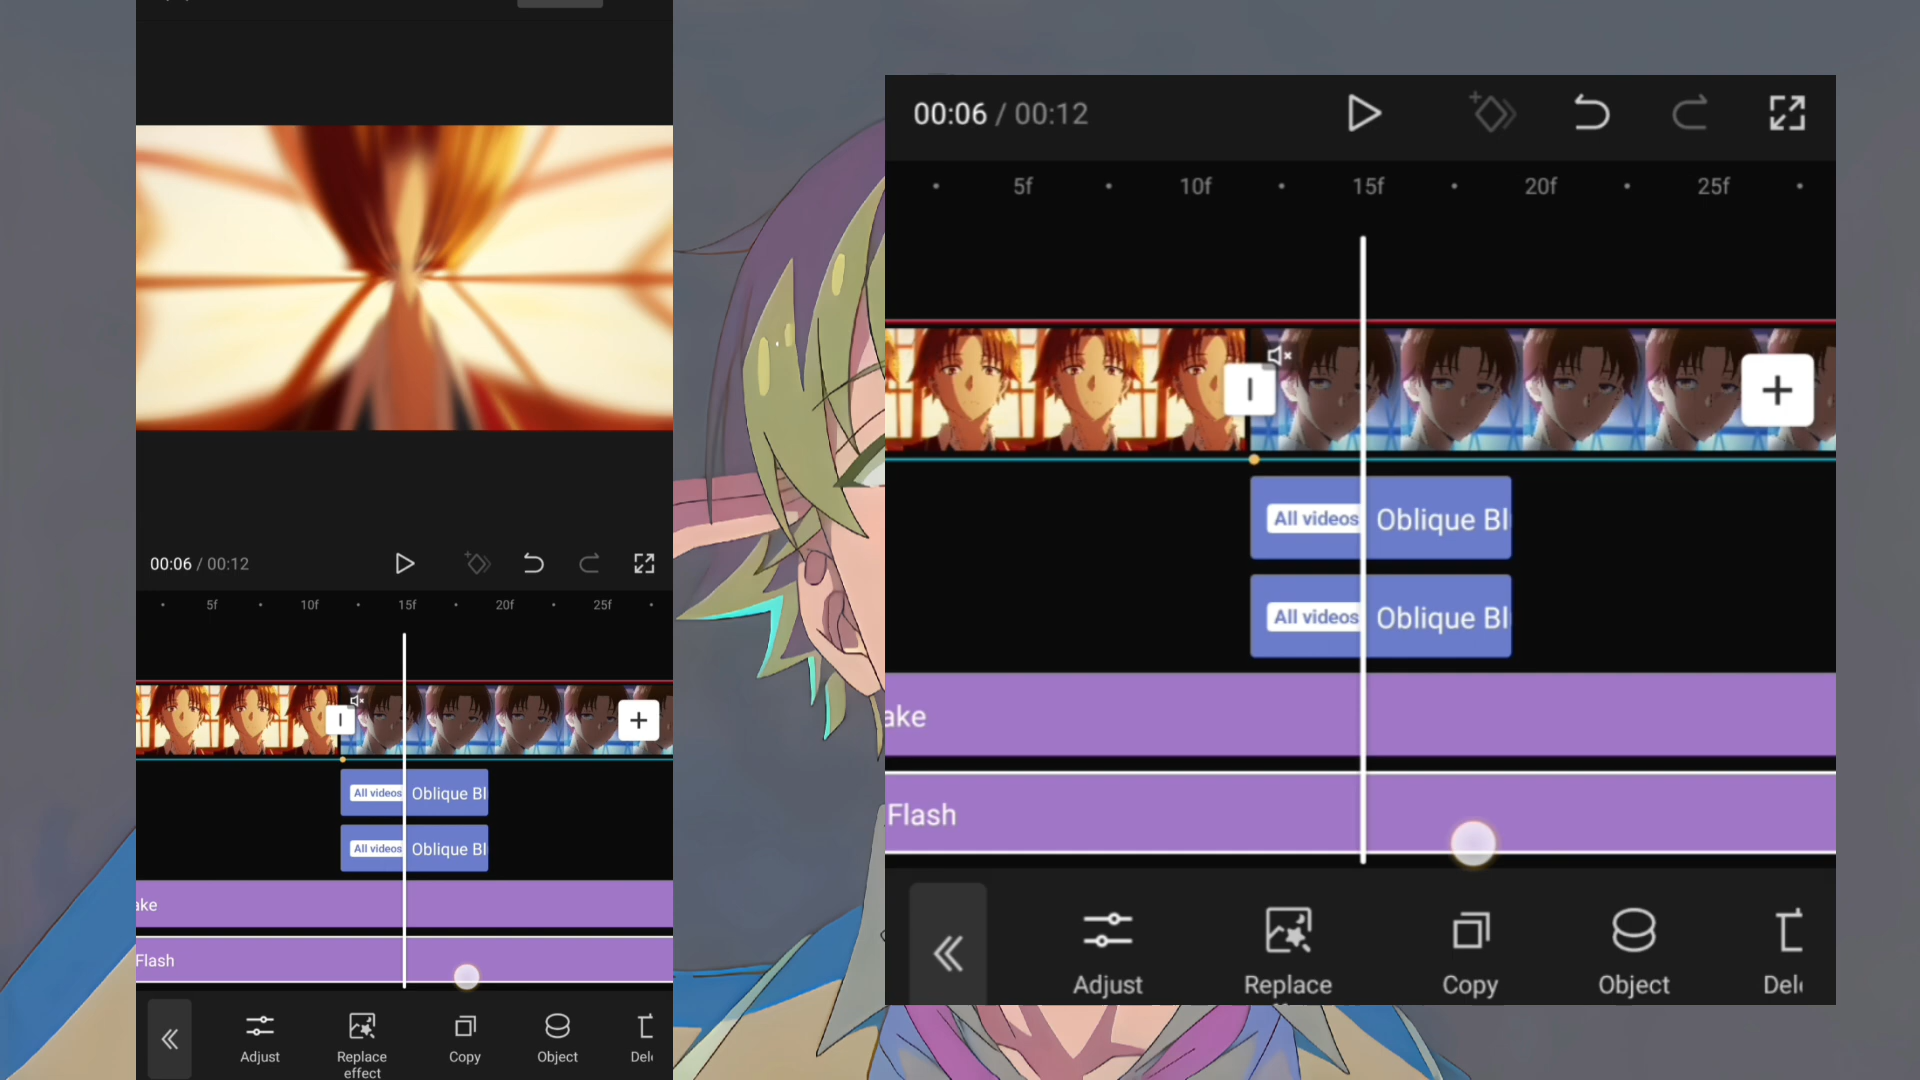 00:06 / 00:12
5f 10f 15f 20f 25f
All videos Oblique Bl
All videos Oblique Bl
ake
Flash
Adjust Replace effect Copy Object Del
00:06 / 00:12
5f 10f 15f 20f 25f
All videos Oblique Bl
All videos Oblique Bl
ake
Flash
Adjust Replace Copy Object Del